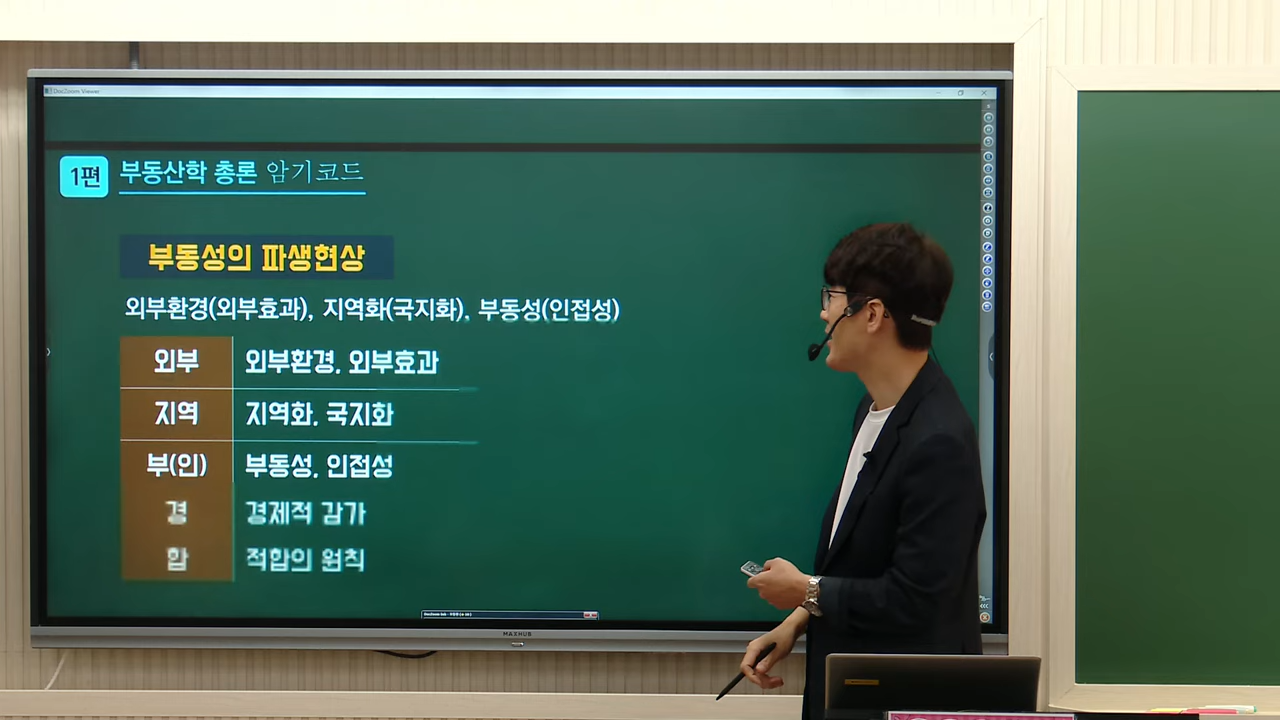 DocZoom Viewer
1편 부동산학 총론 암기코드
부동성의 파생현상
외부환경(외부효과), 지역화(국지화), 부동성(인접성)
외부 외부환경, 외부효과
지역 지역화, 국지화
부(인) 부동성, 인접성
경 경제적 감가
합 적합의 원칙
MAXHUB